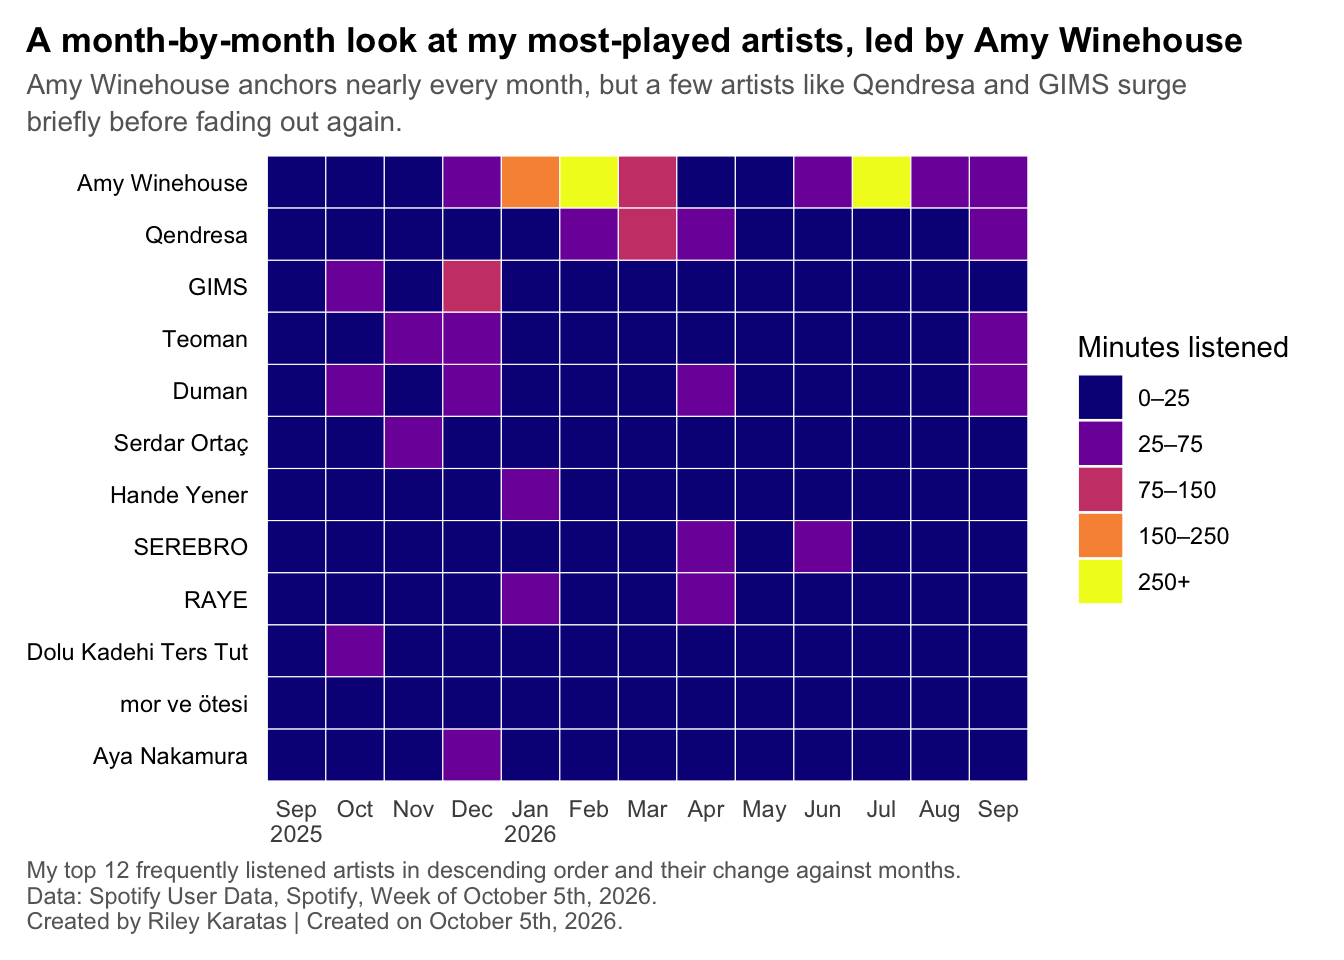 A month-by-month look at my most-played artists, led by Amy Winehouse
Amy Winehouse anchors nearly every month, but a few artists like Qendresa and GIMS surge
briefly before fading out again.
Amy Winehouse
Qendresa
GIMS
Teoman
Duman
Serdar Ortaç
Hande Yener
SEREBRO
RAYE
Dolu Kadehi Ters Tut
mor ve ötesi
Aya Nakamura
Sep Oct Nov Dec Jan Feb Mar Apr May Jun Jul Aug Sep
2025 2026
Minutes listened
0–25
25–75
75–150
150–250
250+
My top 12 frequently listened artists in descending order and their change against months.
Data: Spotify User Data, Spotify, Week of October 5th, 2026.
Created by Riley Karatas | Created on October 5th, 2026.